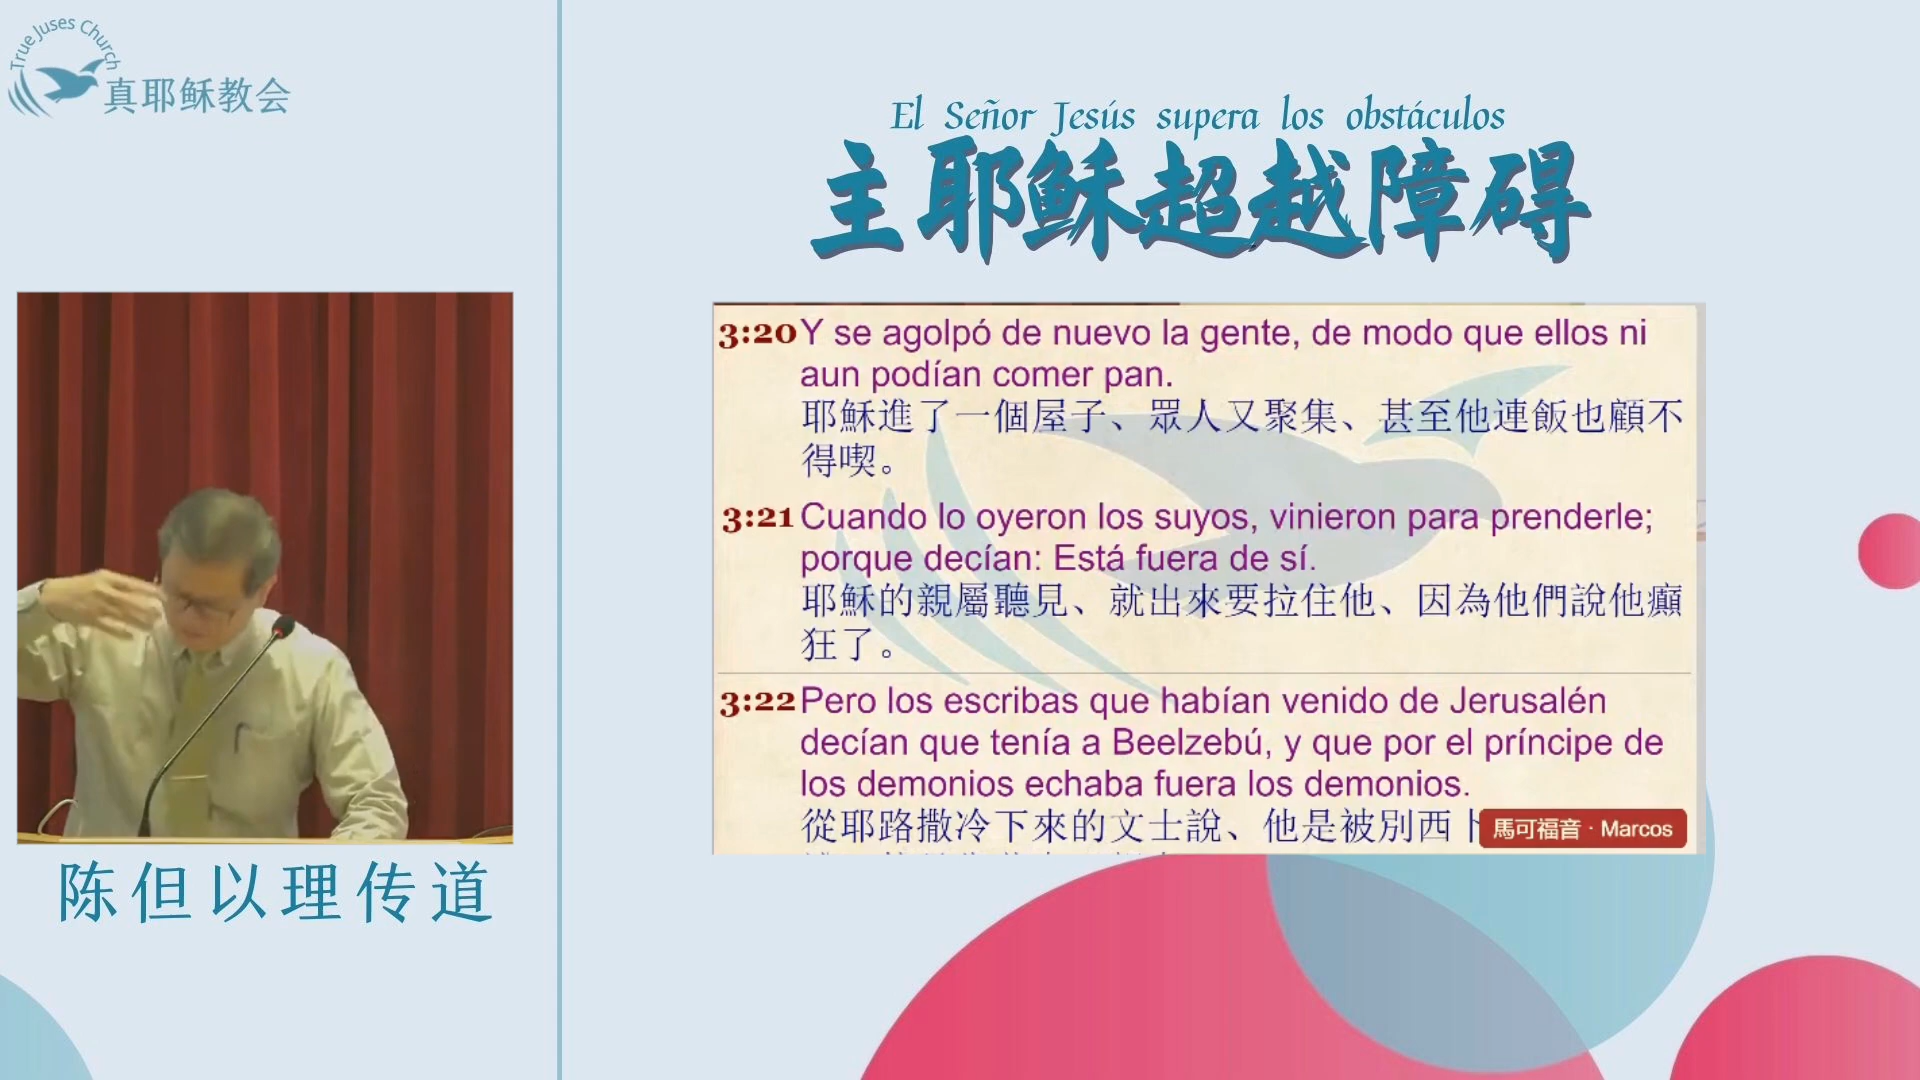 True Juses Church
真耶稣教会
El Señor Jesús supera los obstáculos
主耶稣超越障碍
3:20 Y se agolpó de nuevo la gente, de modo que ellos ni
aun podían comer pan.
耶穌進了一個屋子、眾人又聚集、甚至他連飯也顧不
得喫。
3:21 Cuando lo oyeron los suyos, vinieron para prenderle;
porque decían: Está fuera de sí.
耶穌的親屬聽見、就出來要拉住他、因為他們說他癲
狂了。
3:22 Pero los escribas que habían venido de Jerusalén
decían que tenía a Beelzebú, y que por el príncipe de
los demonios echaba fuera los demonios.
從耶路撒冷下來的文士說、他是被別西卜
馬可福音 · Marcos
陈但以理传道